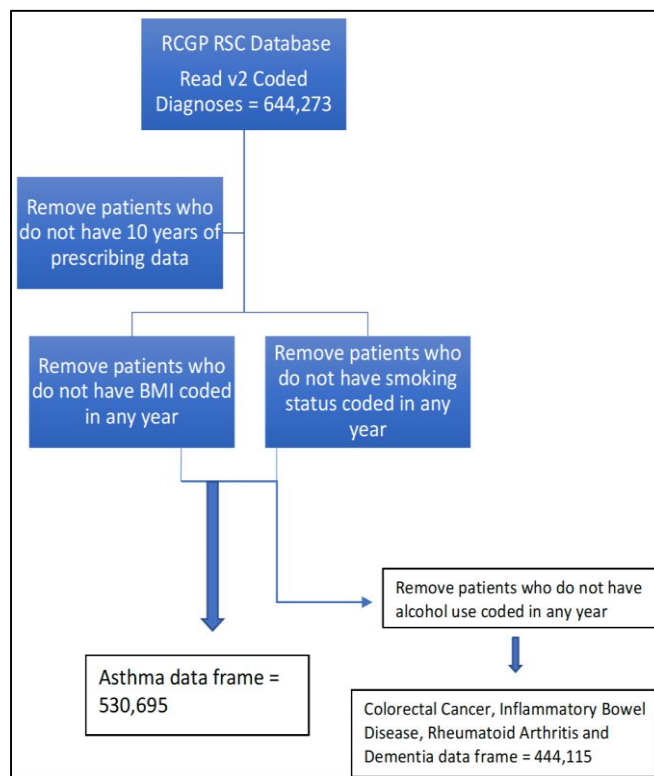 RCGP RSC Database
Read v2 Coded
Diagnoses = 644,273
Remove patients who
do not have 10 years of
prescribing data
Remove patients who
do not have BMI coded
in any year
Remove patients who
do not have smoking
status coded in any
year
Remove patients who do not have
alcohol use coded in any year
Asthma data frame =
530,695
Colorectal Cancer, Inflammatory Bowel
Disease, Rheumatoid Arthritis and
Dementia data frame = 444,115